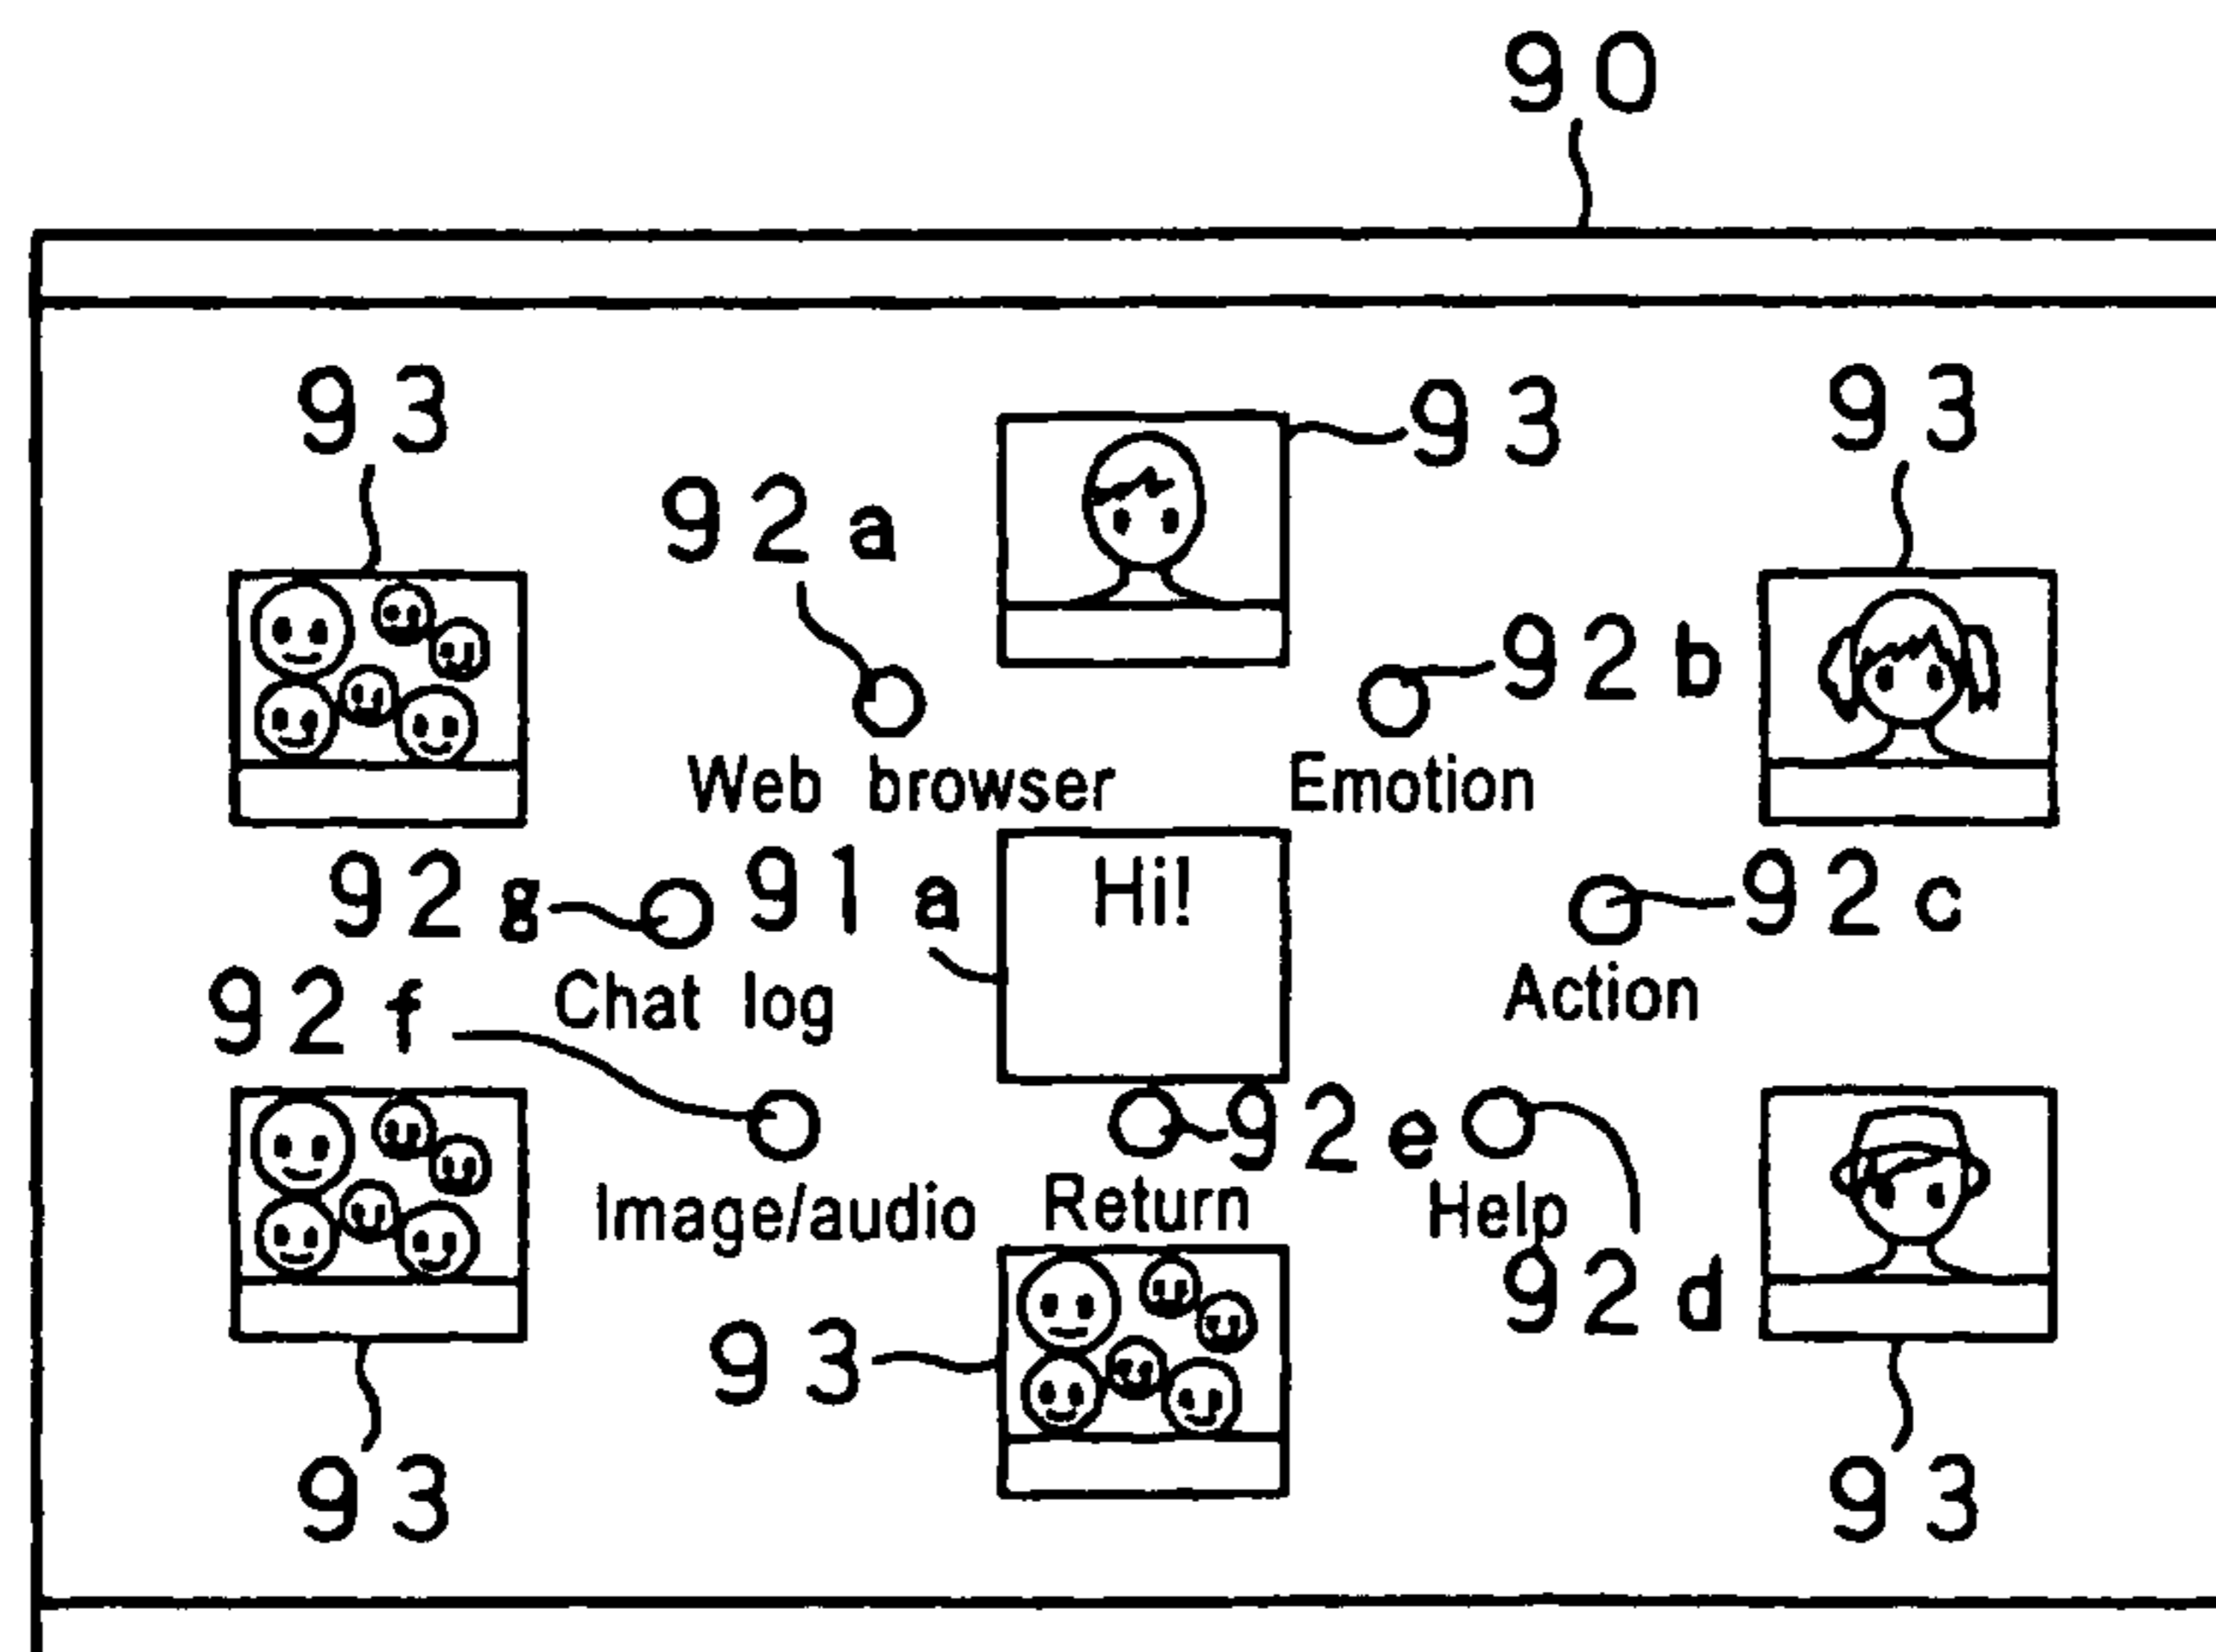 90
93
93
93
92a
92b
Web browser
Emotion
92g
91a
Hi!
92c
92f
Chat log
Action
92e
Image/audio
Return
Help
92d
93
93
93